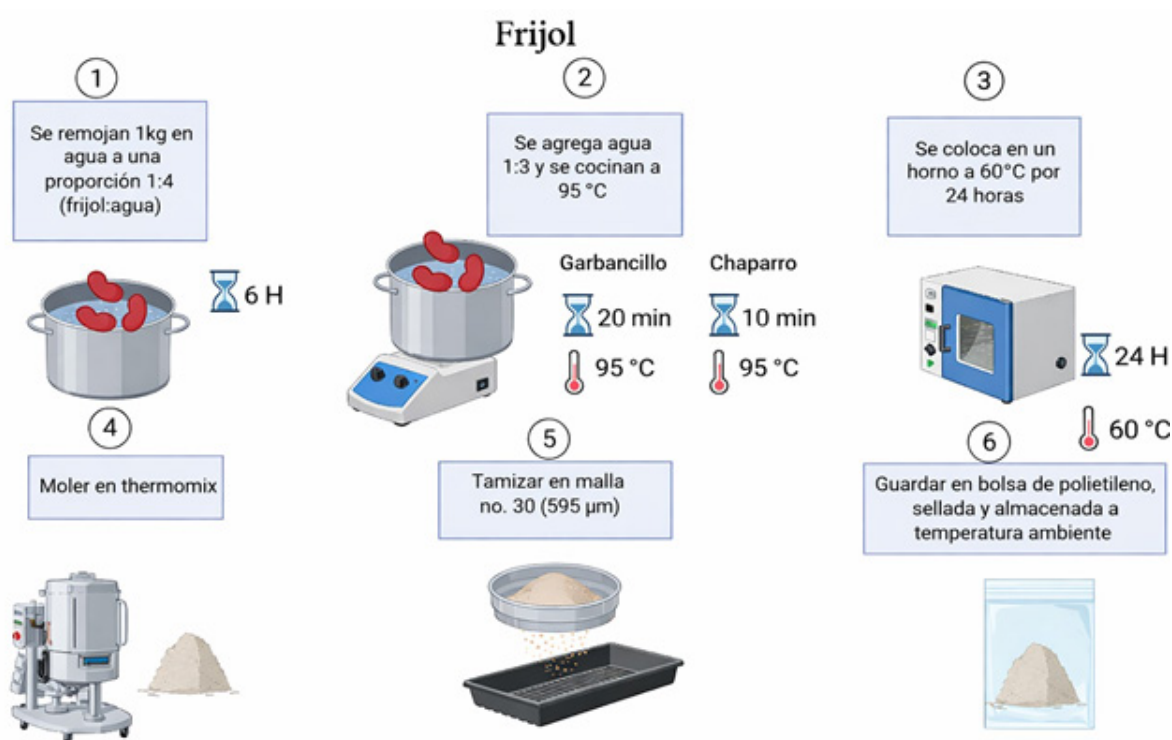 Frijol
1
Se remojan 1kg en
agua a una
proporción 1:4
(frijol:agua)
6 H
2
Se agrega agua
1:3 y se cocinan a
95 °C
Garbancillo
20 min
95 °C
Chaparro
10 min
95 °C
3
Se coloca en un
horno a 60°C por
24 horas
24 H
60 °C
4
Moler en thermomix
5
Tamizar en malla
no. 30 (595 μm)
6
Guardar en bolsa de polietileno,
sellada y almacenada a
temperatura ambiente